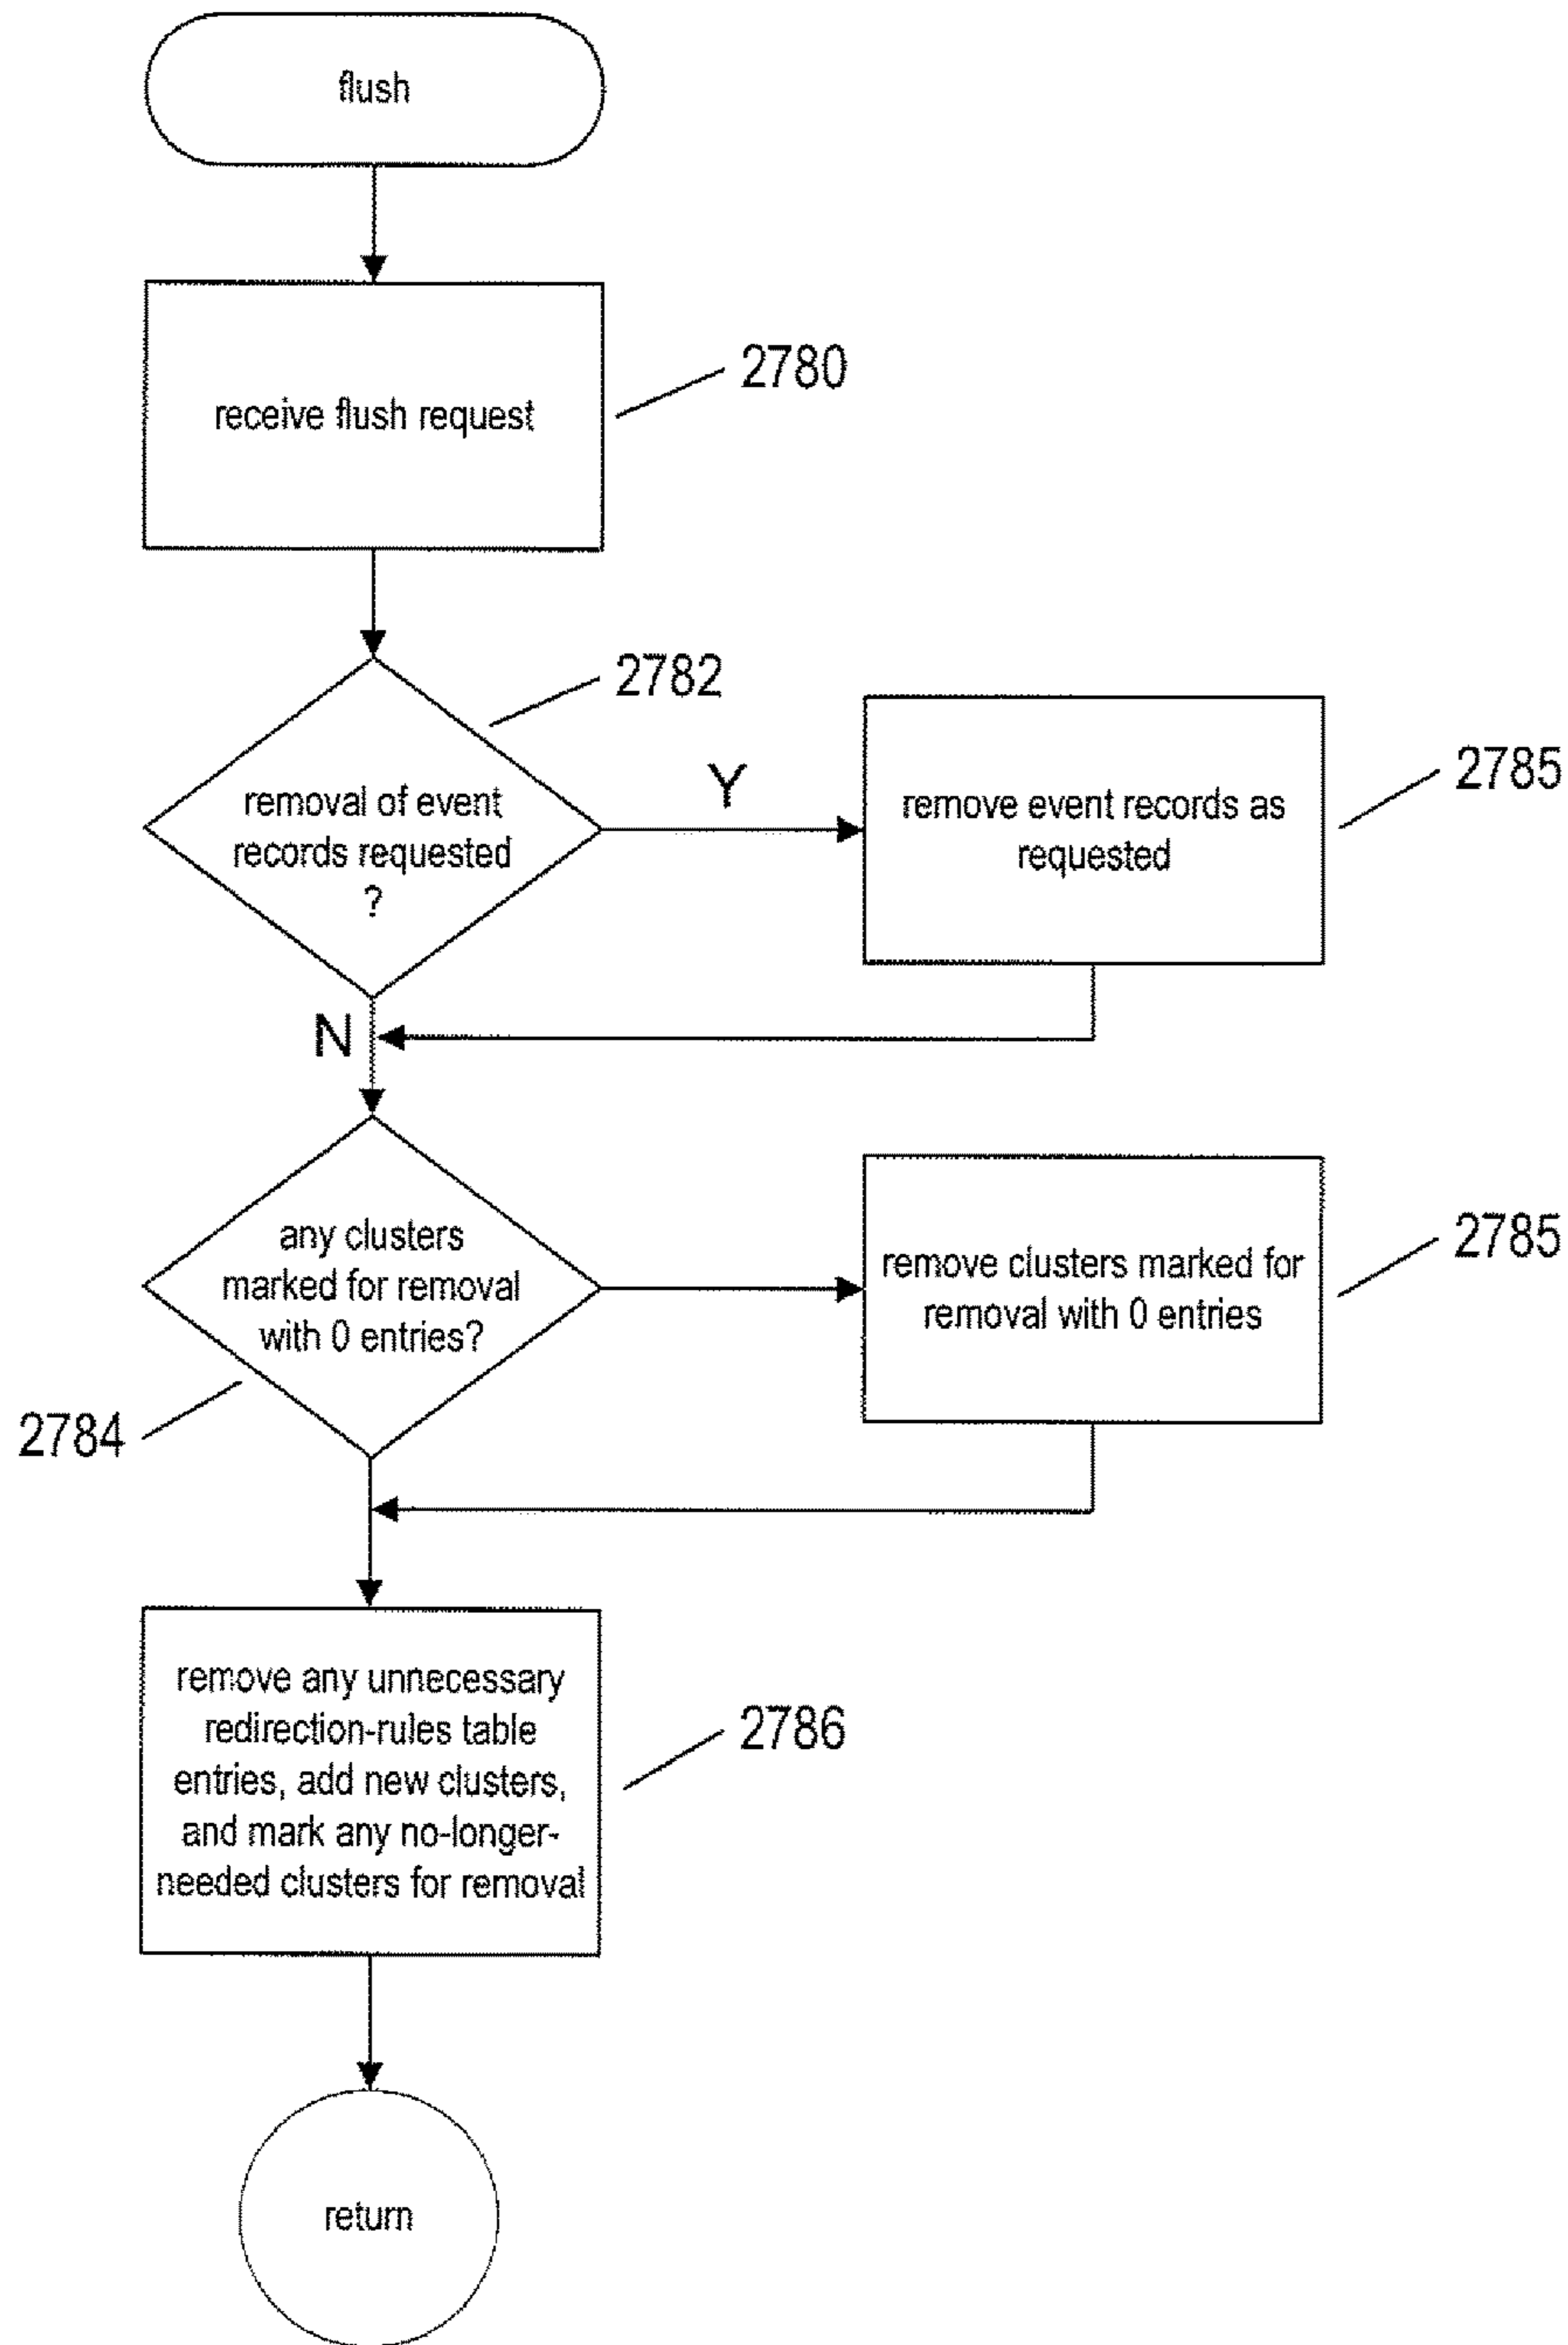 flush
receive flush request
2780
2782
removal of event
records requested
?
Y
remove event records as
requested
2785
N
any clusters
marked for removal
with 0 entries?
2784
remove clusters marked for
removal with 0 entries
2785
remove any unnecessary
redirection-rules table
entries, add new clusters,
and mark any no-longer-
needed clusters for removal
2786
return